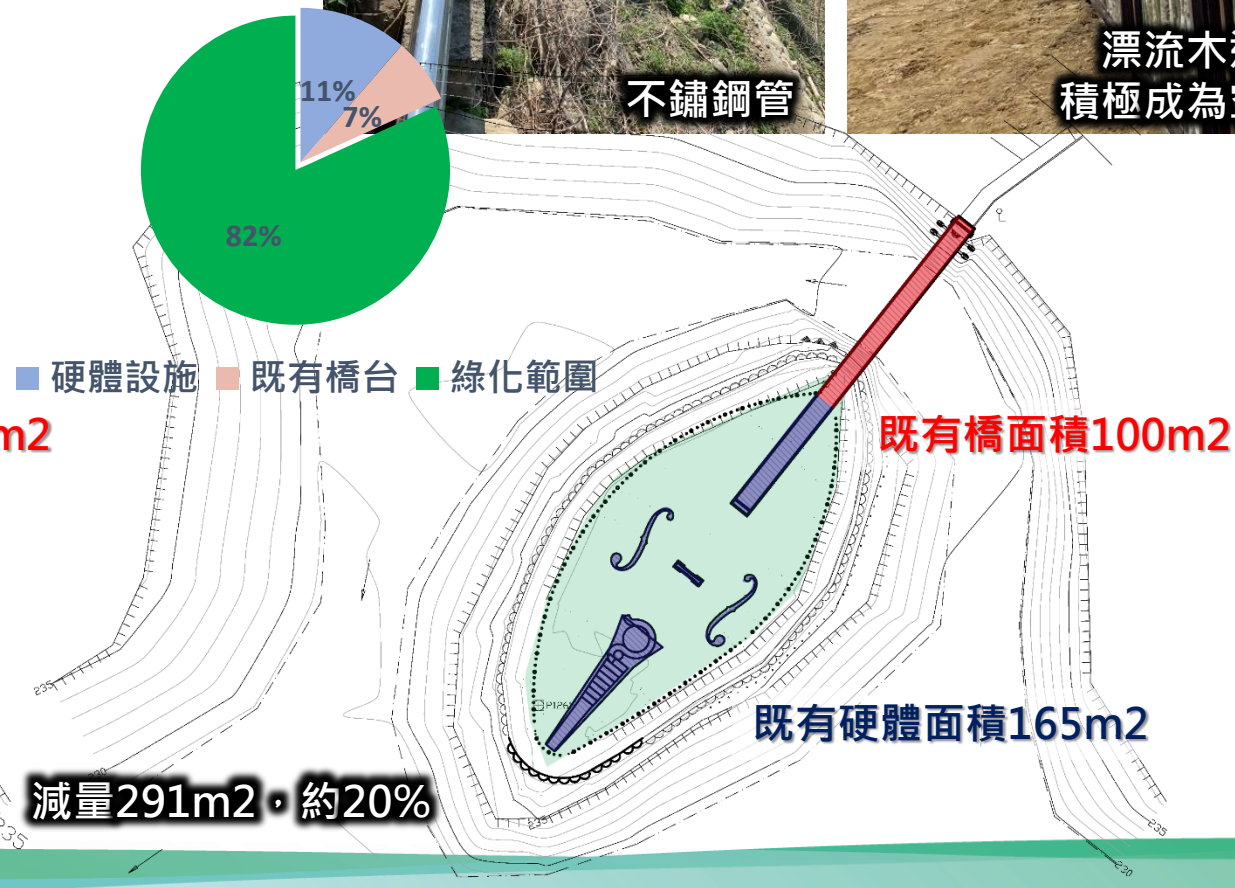 不鏽鋼管
漂流木
積極成為
11%
7%
82%
硬體設施
既有橋台
綠化範圍
m2
既有橋面積100m2
既有硬體面積165m2
減量291m2，約20%
235
235
235
230